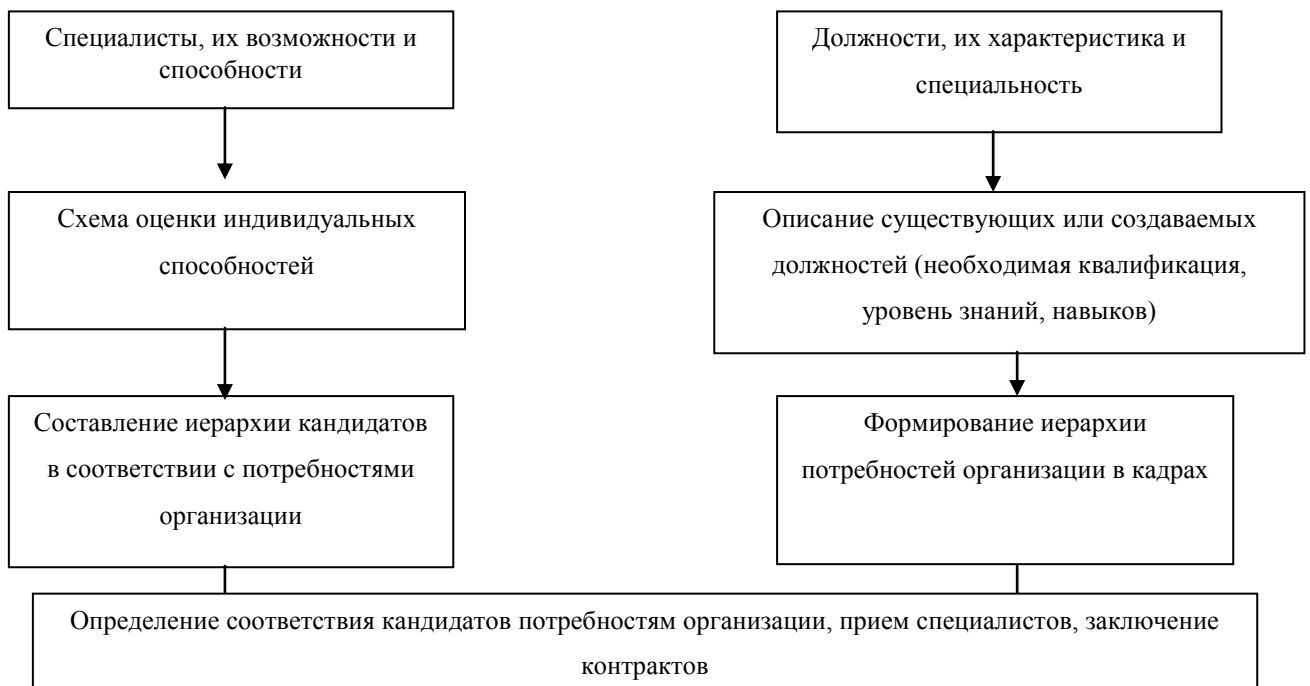 Специалисты, их возможности и
способности
Должности, их характеристика и
специальность
Схема оценки индивидуальных
способностей
Описание существующих или создаваемых
должностей (необходимая квалификация,
уровень знаний, навыков)
Составление иерархии кандидатов
в соответствии с потребностями
организации
Формирование иерархии
потребностей организации в кадрах
Определение соответствия кандидатов потребностям организации, прием специалистов, заключение
контрактов